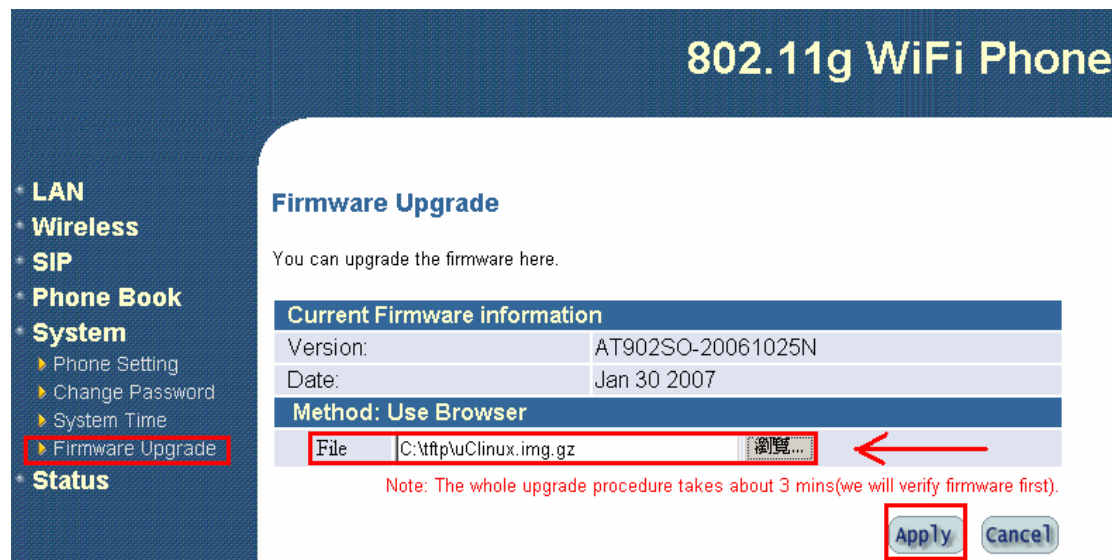 802.11g WiFi Phone
LAN
Wireless
SIP
Phone Book
System
Phone Setting
Change Password
System Time
Firmware Upgrade
Status
Firmware Upgrade
You can upgrade the firmware here.
Current Firmware information
Version: AT902SO-20061025N
Date: Jan 30 2007
Method: Use Browser
File C:\tftp\uClinux.img.gz 瀏覽...
Note: The whole upgrade procedure takes about 3 mins(we will verify firmware first).
Apply Cancel